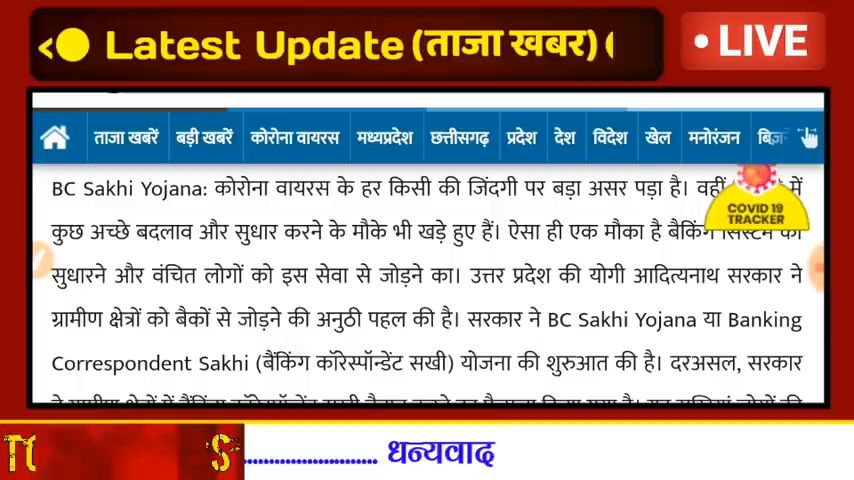 Latest Update (ताजा खबर) (
• LIVE
ताजा खबरें बड़ी खबरें कोरोना वायरस मध्यप्रदेश छत्तीसगढ़ प्रदेश देश विदेश खेल मनोरंजन
BC Sakhi Yojana: कोरोना वायरस के हर किसी की जिंदगी पर बड़ा असर पड़ा है। वहीं में
COVID 19
TRACKER
कुछ अच्छे बदलाव और सुधार करने के मौके भी खड़े हुए हैं। ऐसा ही एक मौका है बैकिंग सिस्टम को
सुधारने और वंचित लोगों को इस सेवा से जोड़ने का। उत्तर प्रदेश की योगी आदित्यनाथ सरकार ने
ग्रामीण क्षेत्रों को बैकों से जोड़ने की अनुठी पहल की है। सरकार ने BC Sakhi Yojana या Banking
Correspondent Sakhi (बैंकिंग कॉरेस्पॉन्डेंट सखी) योजना की शुरुआत की है। दरअसल, सरकार
धन्यवाद